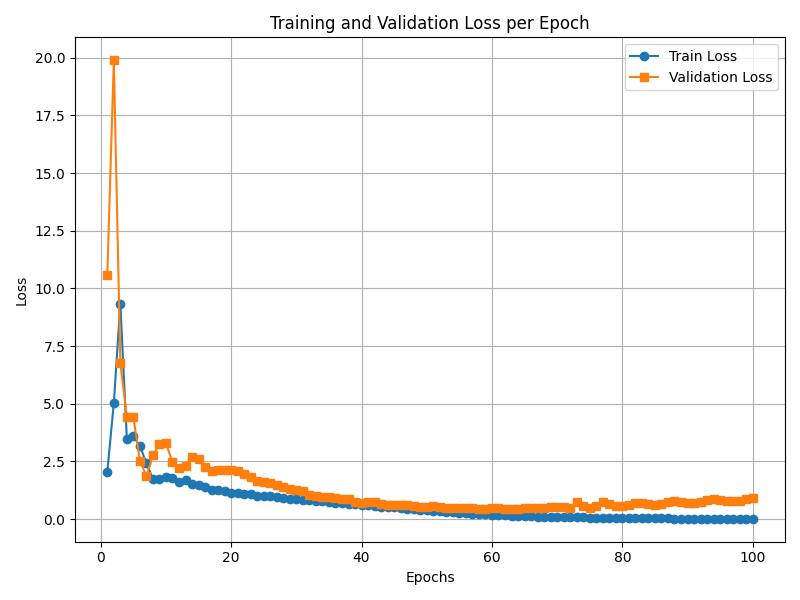 Training and Validation Loss per Epoch
Train Loss
Validation Loss
20.0
17.5
15.0
12.5
10.0
7.5
5.0
2.5
0.0
Loss
0 20 40 60 80 100
Epochs